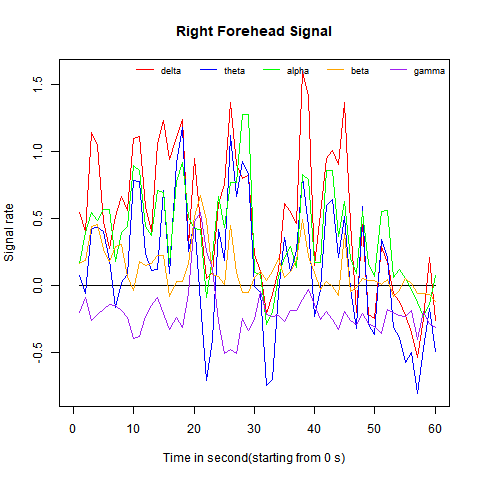 Right Forehead Signal
delta theta alpha beta gamma
Signal rate
1.5
1.0
0.5
0.0
-0.5
0 10 20 30 40 50 60
Time in second(starting from 0 s)